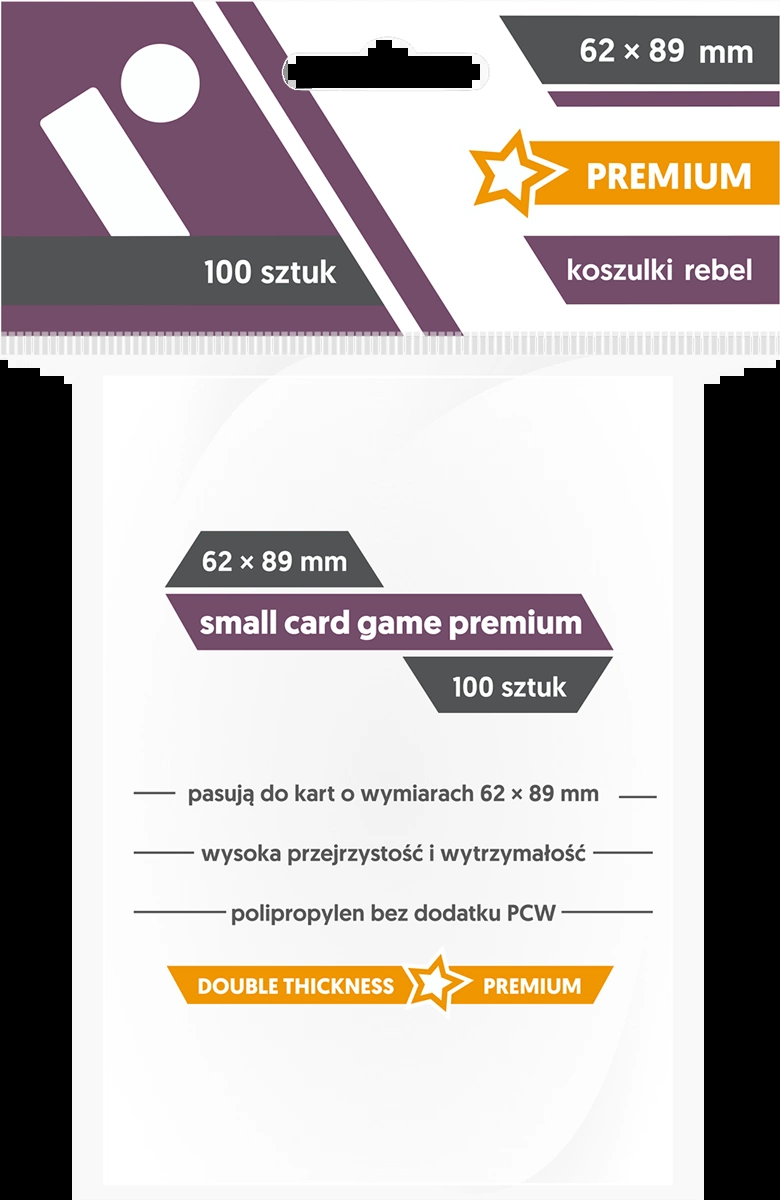 62 × 89 mm
PREMIUM
100 sztuk
koszulki rebel
62 × 89 mm
small card game premium
100 sztuk
pasują do kart o wymiarach 62 × 89 mm
wysoka przejrzystość i wytrzymałość
polipropylen bez dodatku PCW
DOUBLE THICKNESS PREMIUM